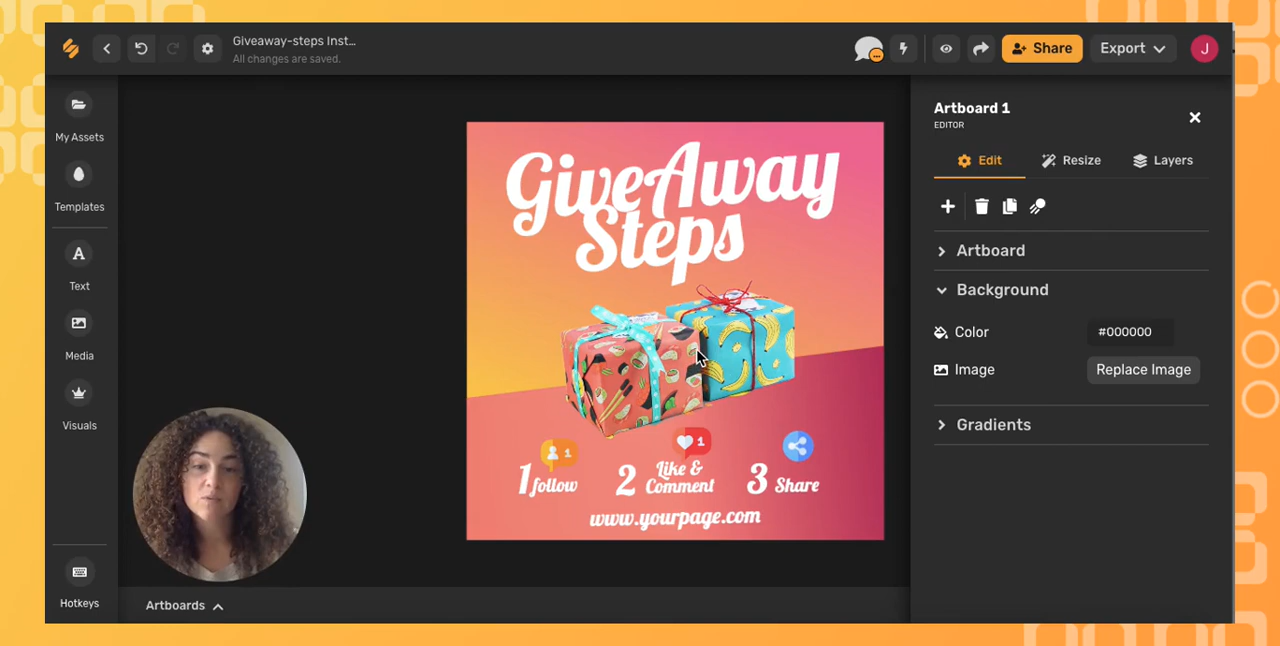 Giveaway-steps Inst...
All changes are saved.
Share
Export
J
My Assets
Templates
Text
Media
Visuals
Hotkeys
GiveAway
Steps
1
1
1 follow
2 Like &
Comment
3 Share
www.yourpage.com
Artboards
Artboard 1
EDITOR
Edit
Resize
Layers
Artboard
Background
Color
#000000
Image
Replace Image
Gradients